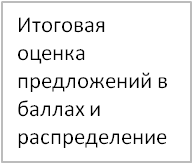 Итоговая
оценка
предложений в
баллах и
распределение